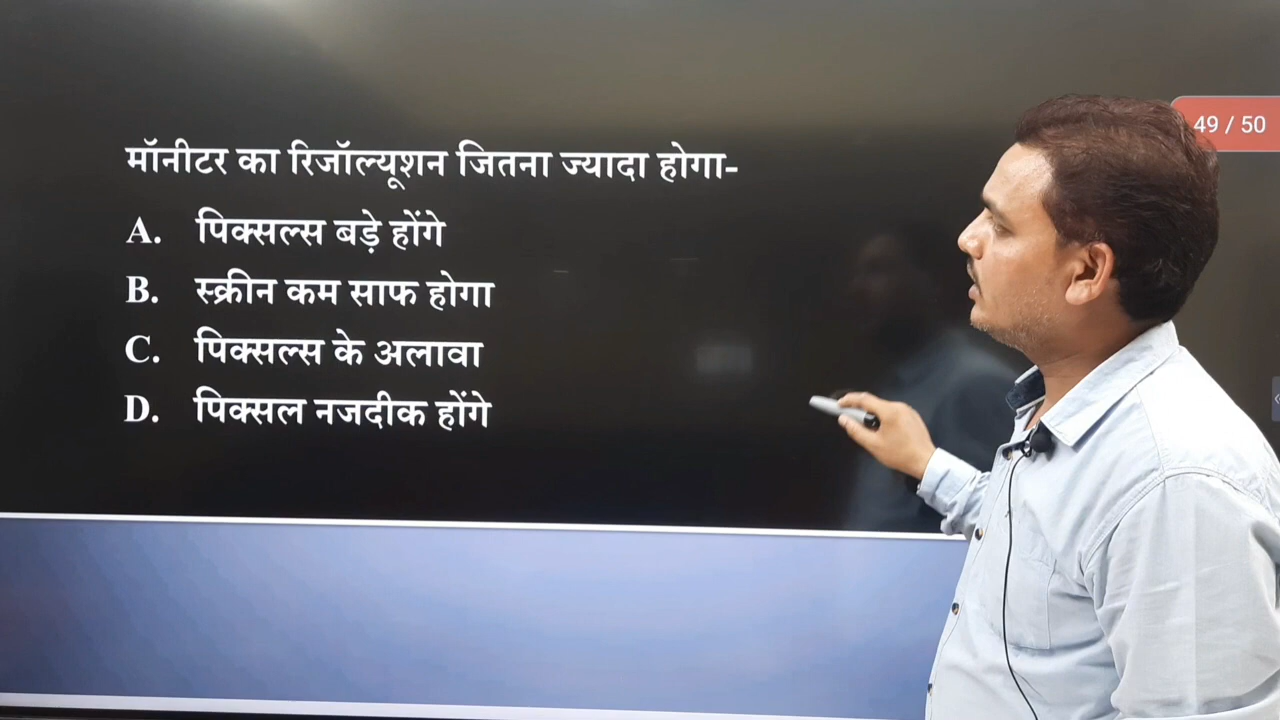 49 / 50
मॉनीटर का रिजॉल्यूशन जितना ज्यादा होगा-
A. पिक्सल्स बड़े होंगे
B. स्क्रीन कम साफ होगा
C. पिक्सल्स के अलावा
D. पिक्सल नजदीक होंगे